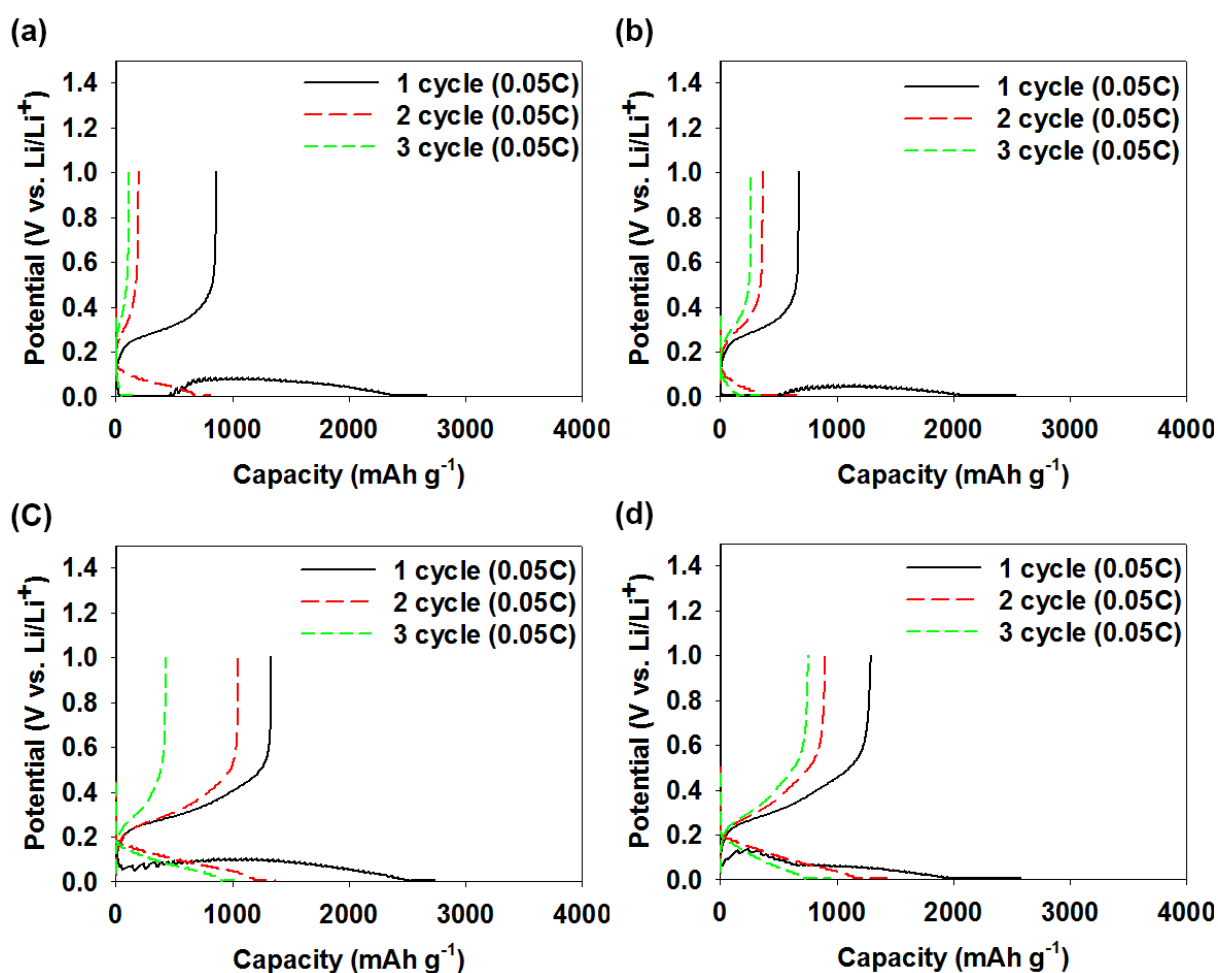 (a)
1 cycle (0.05C)
2 cycle (0.05C)
3 cycle (0.05C)
Potential (V vs. Li/Li+)
1.4
1.2
1.0
0.8
0.6
0.4
0.2
0.0
0 1000 2000 3000 4000
Capacity (mAh g-1)
(b)
1 cycle (0.05C)
2 cycle (0.05C)
3 cycle (0.05C)
Potential (V vs. Li/Li+)
1.4
1.2
1.0
0.8
0.6
0.4
0.2
0.0
0 1000 2000 3000 4000
Capacity (mAh g-1)
(C)
1 cycle (0.05C)
2 cycle (0.05C)
3 cycle (0.05C)
Potential (V vs. Li/Li+)
1.4
1.2
1.0
0.8
0.6
0.4
0.2
0.0
0 1000 2000 3000 4000
Capacity (mAh g-1)
(d)
1 cycle (0.05C)
2 cycle (0.05C)
3 cycle (0.05C)
Potential (V vs. Li/Li+)
1.4
1.2
1.0
0.8
0.6
0.4
0.2
0.0
0 1000 2000 3000 4000
Capacity (mAh g-1)